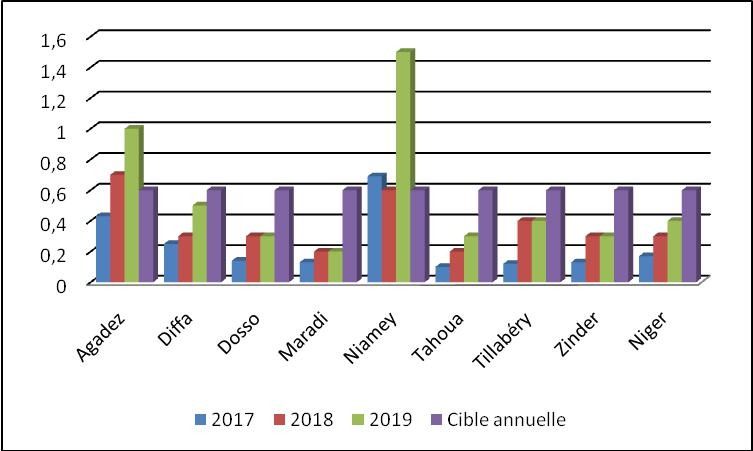 1,6
1,4
1,2
1
0,8
0,6
0,4
0,2
0
Agadez
Diffa
Dosso
Maradi
Niamey
Tahoua
Tillabéry
Zinder
Niger
2017 2018 2019 Cible annuelle